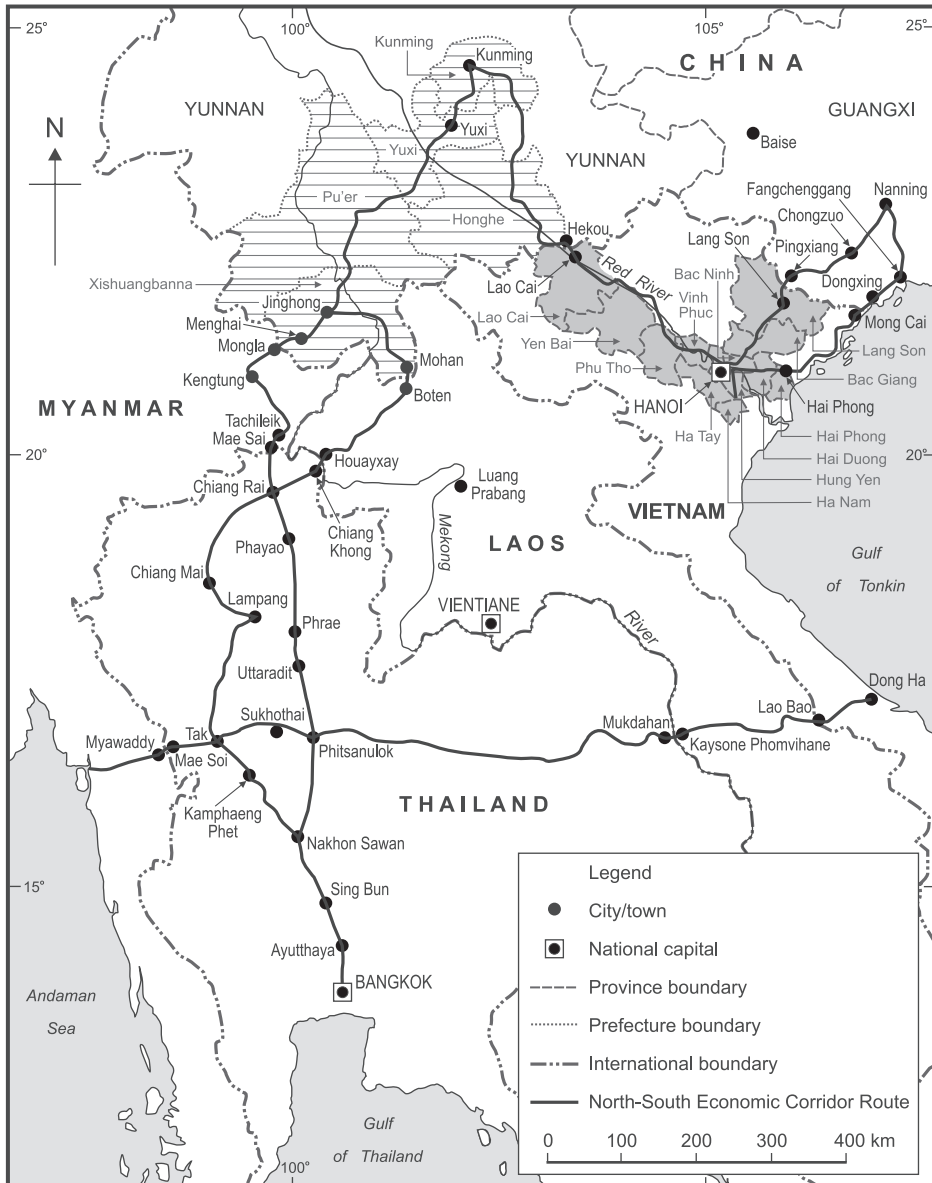 25°
100°
105°
25°
Kunming
Kunming
CHINA
YUNNAN
GUANGXI
N
Yuxi
Baise
Yuxi
YUNNAN
Pu'er
Fangchenggang
Nanning
Honghe
Chongzuo
Hekou
Lang Son
Pingxiang
Red River
Bac Ninh
Dongxing
Xishuangbanna
Lao Cai
Jinghong
Vinh
Phuc
Menghai
Lao Cai
Mong Cai
Mongla
Yen Bai
Mohan
Lang Son
Kengtung
Phu Tho
Boten
Bac Giang
MYANMAR
HANOI
Hai Phong
Tachileik
Mae Sai
Ha Tay
Hai Phong
20°
Houayxay
Hai Duong
20°
Chiang Rai
Luang
Prabang
Hung Yen
Chiang
Khong
VIETNAM
Ha Nam
Phayao
Mekong
LAOS
Gulf
of Tonkin
Chiang Mai
Lampang
VIENTIANE
Phrae
River
Uttaradit
Dong Ha
Sukhothai
Lao Bao
Tak
Mukdahan
Myawaddy
Phitsanulok
Kaysone Phomvihane
Mae Soi
Kamphaeng
Phet
THAILAND
Nakhon Sawan
Legend
15°
Sing Bun
City/town
Ayutthaya
National capital
BANGKOK
Province boundary
Andaman
Sea
Prefecture boundary
International boundary
North-South Economic Corridor Route
Gulf
of Thailand
0 100 200 300 400 km
100°